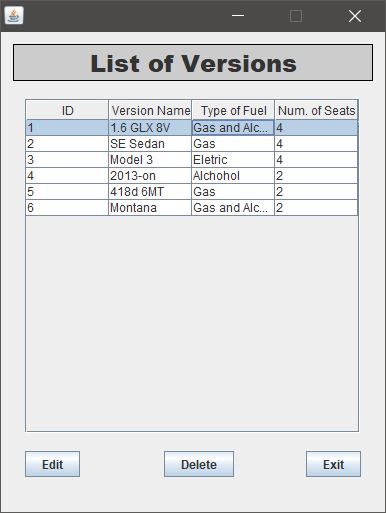 List of Versions
ID Version Name Type of Fuel Num. of Seats
1 1.6 GLX 8V Gas and Alc... 4
2 SE Sedan Gas 4
3 Model 3 Eletric 4
4 2013-on Alchohol 2
5 418d 6MT Gas 2
6 Montana Gas and Alc... 2
Edit Delete Exit